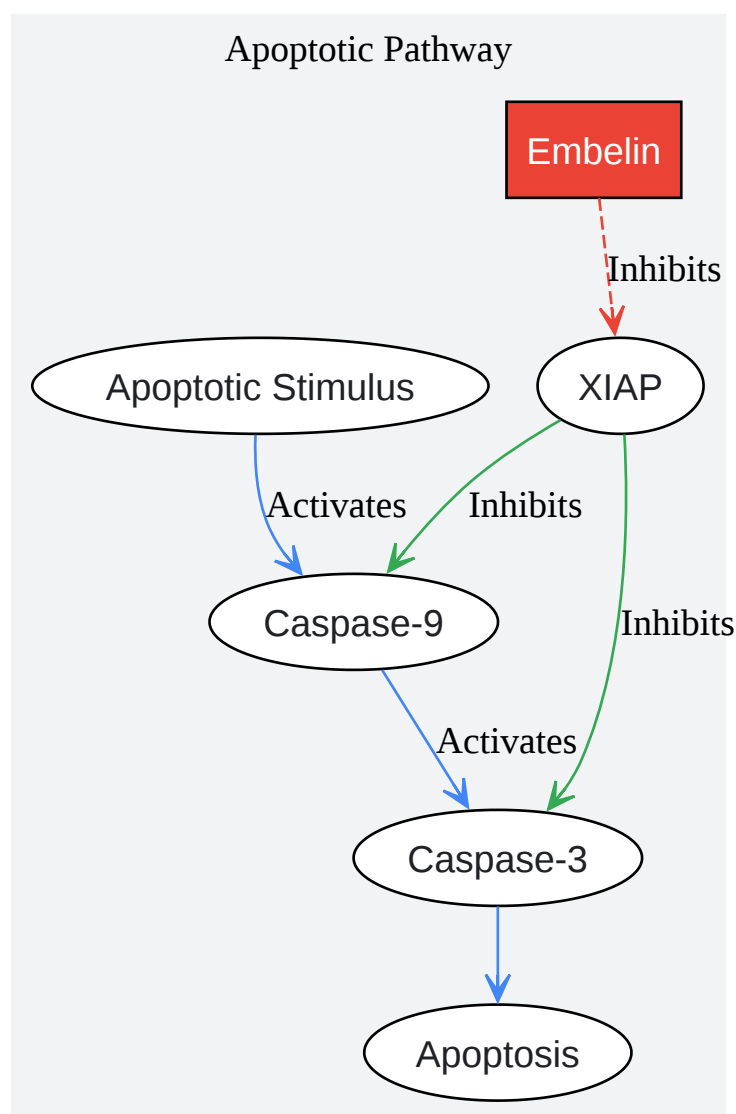 Apoptotic Pathway
Embelin
Inhibits
Apoptotic Stimulus
XIAP
Activates
Inhibits
Caspase-9
Inhibits
Activates
Caspase-3
Apoptosis